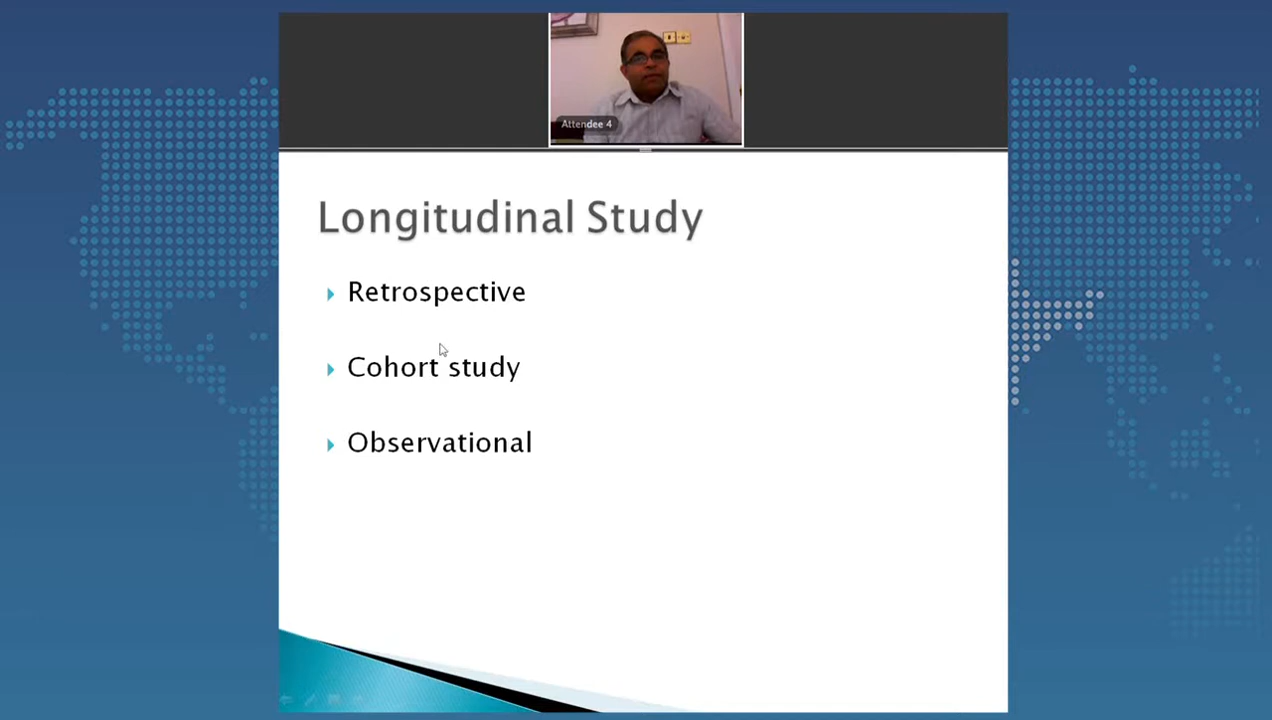 Attendee 4
Longitudinal Study
Retrospective
Cohort study
Observational